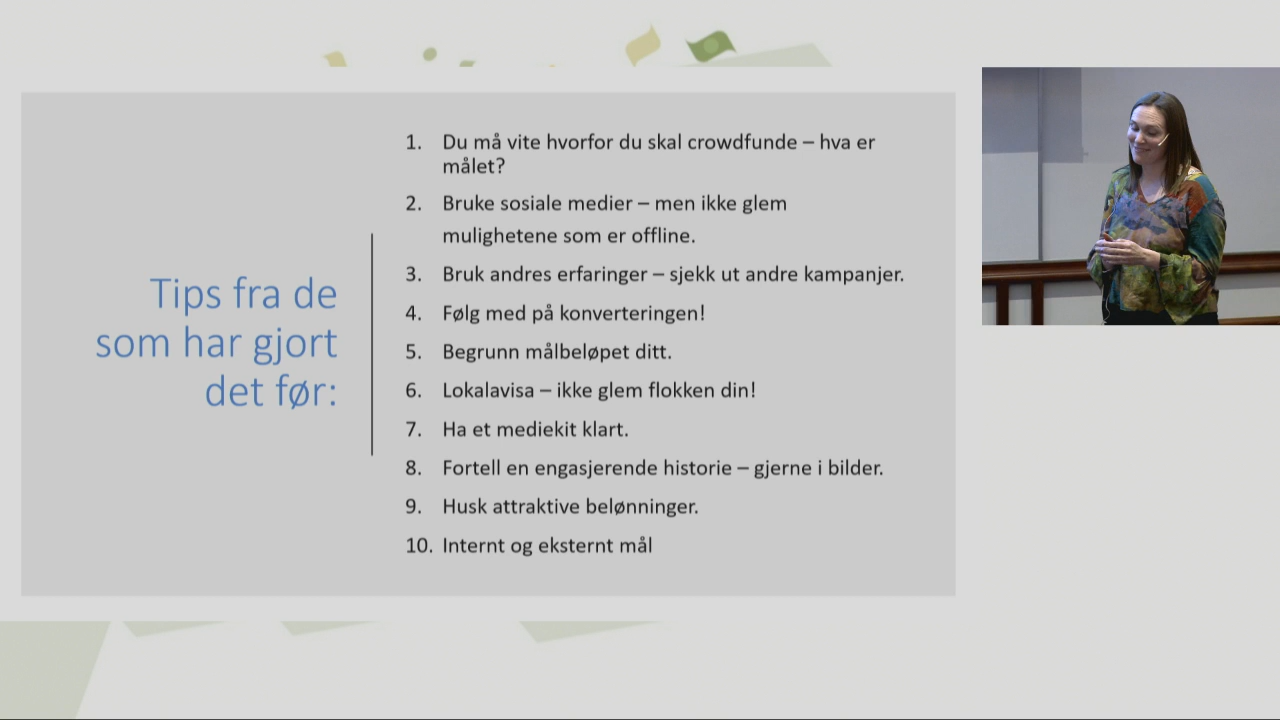 Tips fra de
som har gjort
det før:
1. Du må vite hvorfor du skal crowdfunde – hva er
målet?
2. Bruke sosiale medier – men ikke glem
mulighetene som er offline.
3. Bruk andres erfaringer – sjekk ut andre kampanjer.
4. Følg med på konverteringen!
5. Begrunn målbeløpet ditt.
6. Lokalavisa – ikke glem flokken din!
7. Ha et mediekit klart.
8. Fortell en engasjerende historie – gjerne i bilder.
9. Husk attraktive belønninger.
10. Internt og eksternt mål